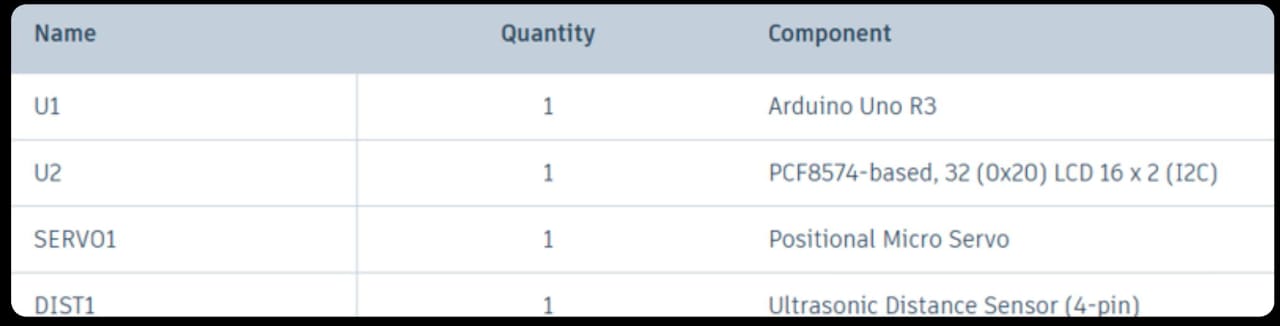 Name Quantity Component
U1 1 Arduino Uno R3
U2 1 PCF8574-based, 32 (0x20) LCD 16 x 2 (I2C)
SERVO1 1 Positional Micro Servo
DIST1 1 Ultrasonic Distance Sensor (4-pin)